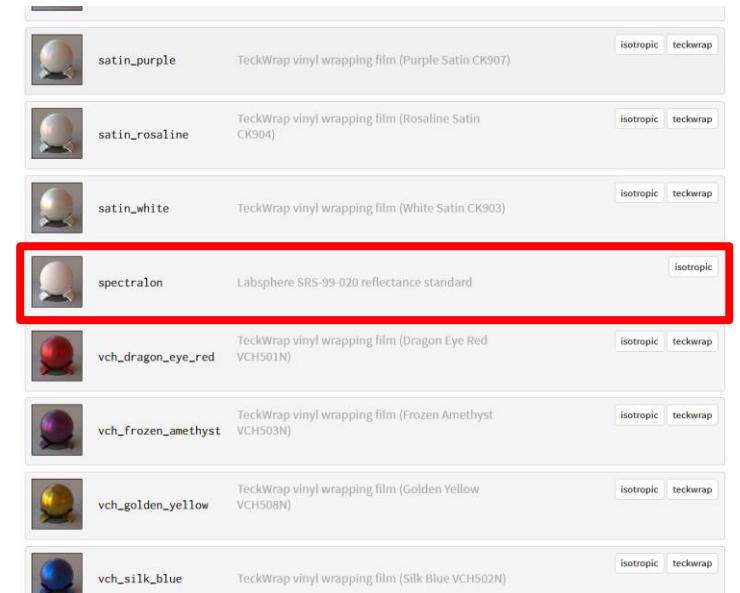 satin_purple TeckWrap vinyl wrapping film (Purple Satin CK907) isotropic teckwrap
satin_rosaline TeckWrap vinyl wrapping film (Rosaline Satin
CK904) isotropic teckwrap
satin_white TeckWrap vinyl wrapping film (White Satin CK903) isotropic teckwrap
spectralon Labsphere SRS-99-020 reflectance standard isotropic
vch_dragon_eye_red TeckWrap vinyl wrapping film (Dragon Eye Red
VCH501N) isotropic teckwrap
vch_frozen_amethyst TeckWrap vinyl wrapping film (Frozen Amethyst
VCH503N) isotropic teckwrap
vch_golden_yellow TeckWrap vinyl wrapping film (Golden Yellow
VCH508N) isotropic teckwrap
vch_silk_blue TeckWrap vinyl wrapping film (Silk Blue VCH502N) isotropic teckwrap